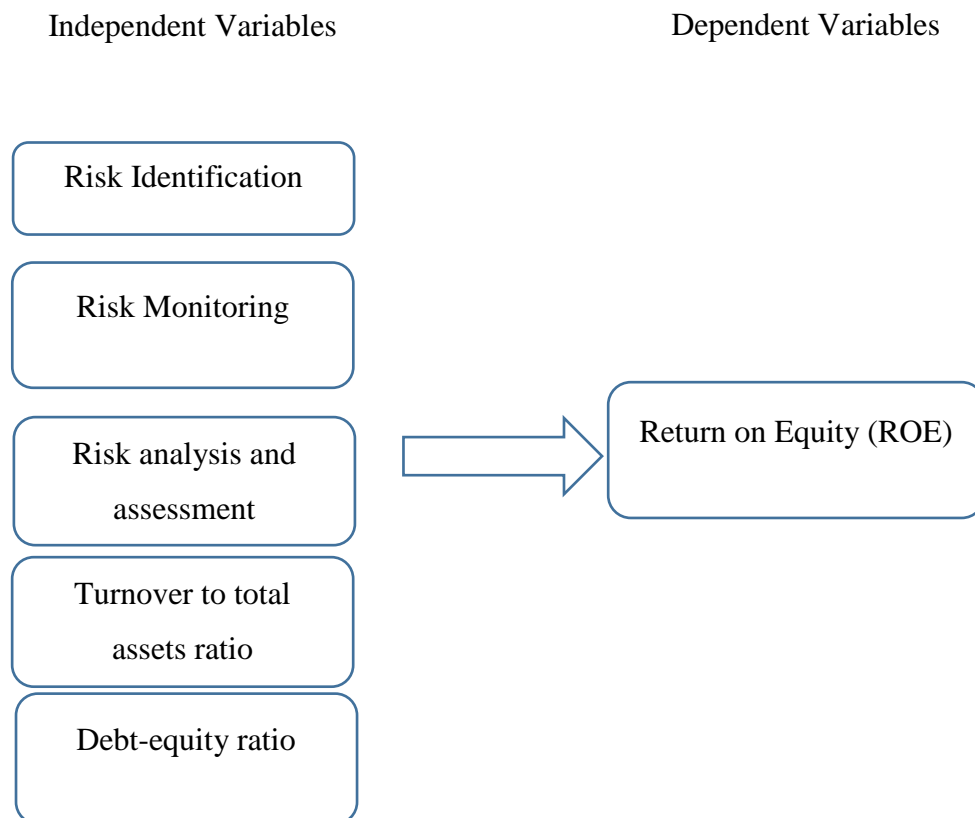 Independent Variables
Dependent Variables
Risk Identification
Risk Monitoring
Risk analysis and
assessment
Turnover to total
assets ratio
Debt-equity ratio
Return on Equity (ROE)